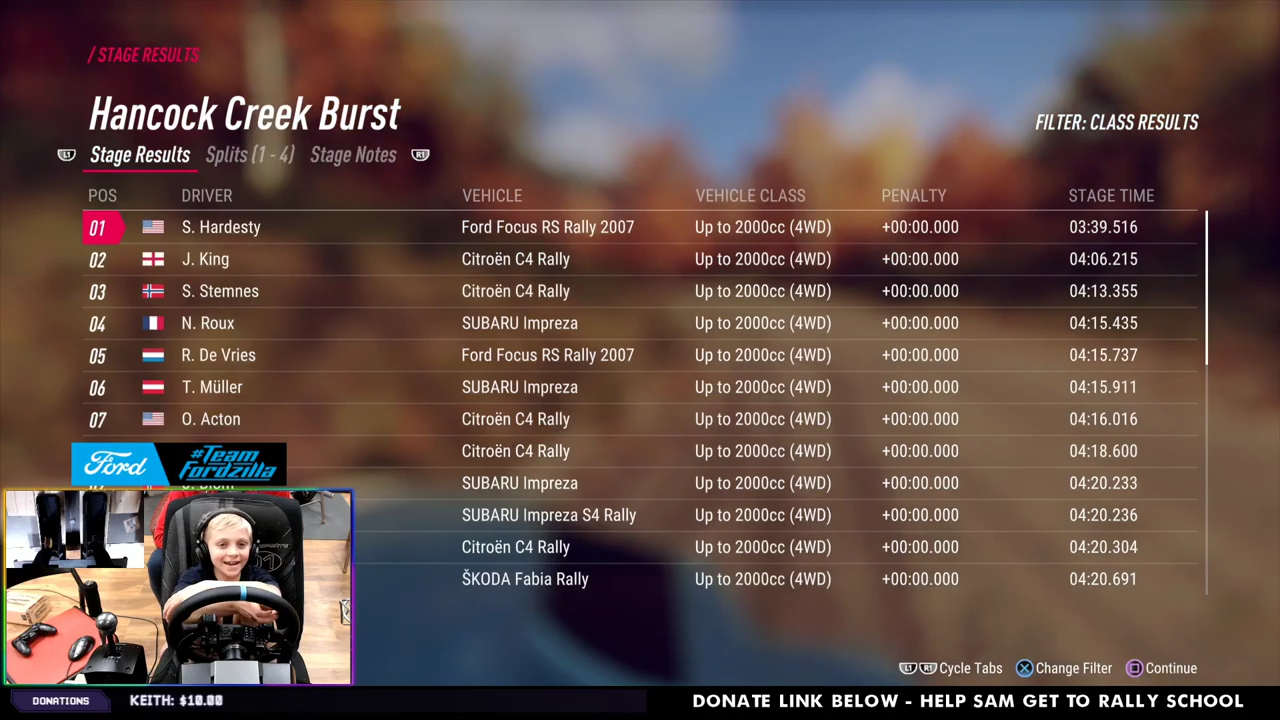 / STAGE RESULTS
Hancock Creek Burst
FILTER: CLASS RESULTS
L1 Stage Results Splits (1 - 4) Stage Notes R1
POS DRIVER VEHICLE VEHICLE CLASS PENALTY STAGE TIME
01 S. Hardesty Ford Focus RS Rally 2007 Up to 2000cc (4WD) +00:00.000 03:39.516
02 J. King Citroën C4 Rally Up to 2000cc (4WD) +00:00.000 04:06.215
03 S. Stemnes Citroën C4 Rally Up to 2000cc (4WD) +00:00.000 04:13.355
04 N. Roux SUBARU Impreza Up to 2000cc (4WD) +00:00.000 04:15.435
05 R. De Vries Ford Focus RS Rally 2007 Up to 2000cc (4WD) +00:00.000 04:15.737
06 T. Müller SUBARU Impreza Up to 2000cc (4WD) +00:00.000 04:15.911
07 O. Acton Citroën C4 Rally Up to 2000cc (4WD) +00:00.000 04:16.016
Citroën C4 Rally Up to 2000cc (4WD) +00:00.000 04:18.600
Ford #Team Fordzilla
SUBARU Impreza Up to 2000cc (4WD) +00:00.000 04:20.233
SUBARU Impreza S4 Rally Up to 2000cc (4WD) +00:00.000 04:20.236
Citroën C4 Rally Up to 2000cc (4WD) +00:00.000 04:20.304
ŠKODA Fabia Rally Up to 2000cc (4WD) +00:00.000 04:20.691
L1 R1 Cycle Tabs Change Filter Continue
DONATIONS KEITH: $10.00 DONATE LINK BELOW - HELP SAM GET TO RALLY SCHOOL